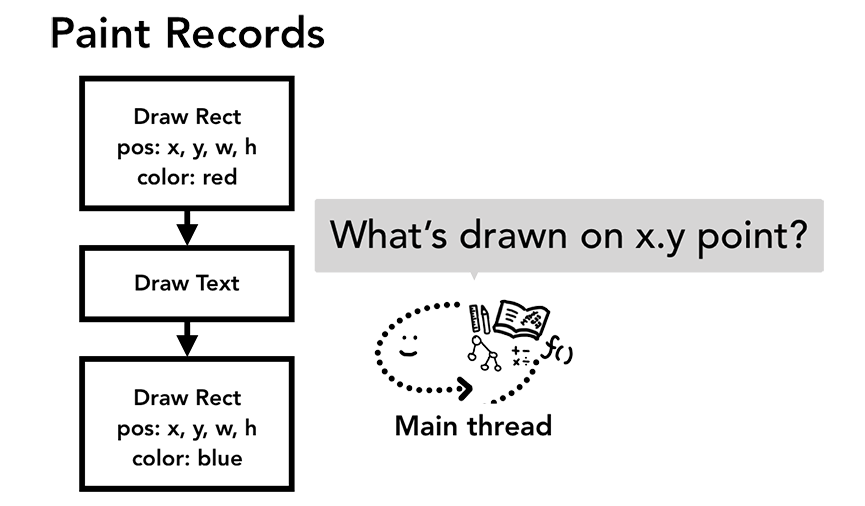 Paint Records
Draw Rect
pos: x, y, w, h
color: red
Draw Text
Draw Rect
pos: x, y, w, h
color: blue
What's drawn on x.y point?
f()
+-
x÷
Main thread